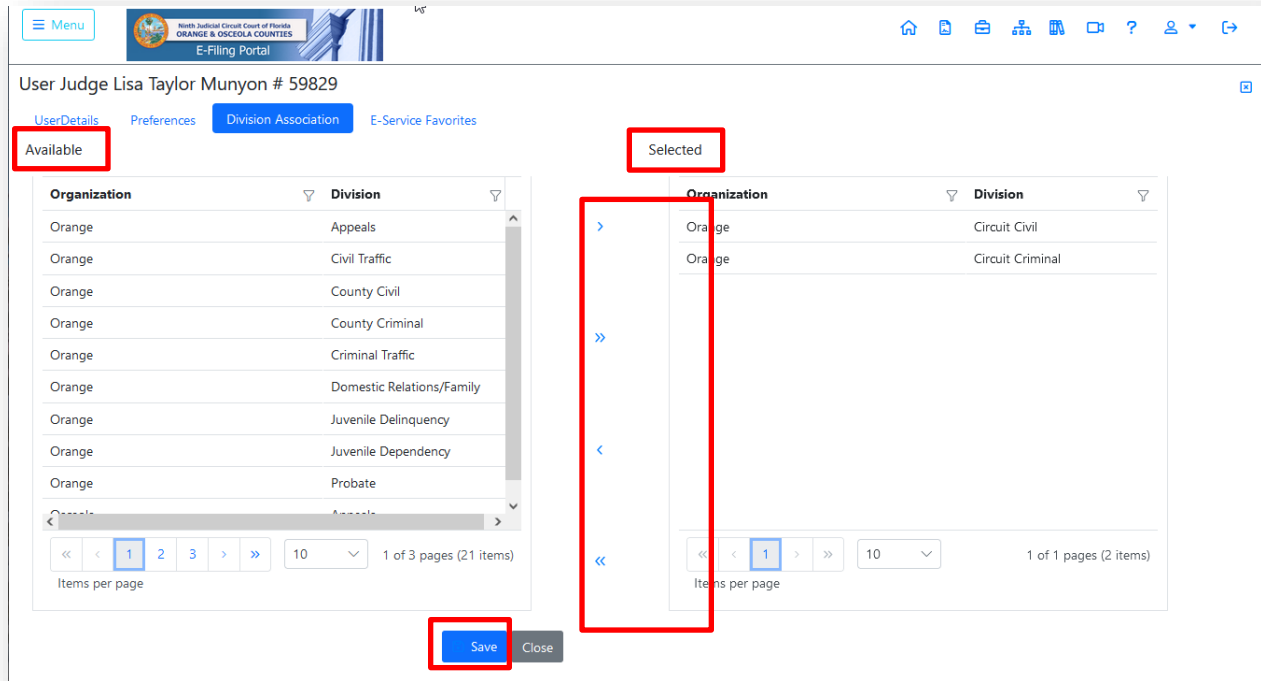 Menu
Ninth Judicial Circuit Court of Florida
ORANGE & OSCEOLA COUNTIES
E-Filing Portal
User Judge Lisa Taylor Munyon # 59829
UserDetails Preferences Division Association E-Service Favorites
Available Selected
Organization Division Organization Division
Orange Appeals Orange Circuit Civil
Orange Civil Traffic Orange Circuit Criminal
Orange County Civil
Orange County Criminal
Orange Criminal Traffic
Orange Domestic Relations/Family
Orange Juvenile Delinquency
Orange Juvenile Dependency
Orange Probate
Osceola Appeals
« < 1 2 3 > » 10 1 of 3 pages (21 items) « < 1 > » 10 1 of 1 pages (2 items)
Items per page Items per page
Save Close